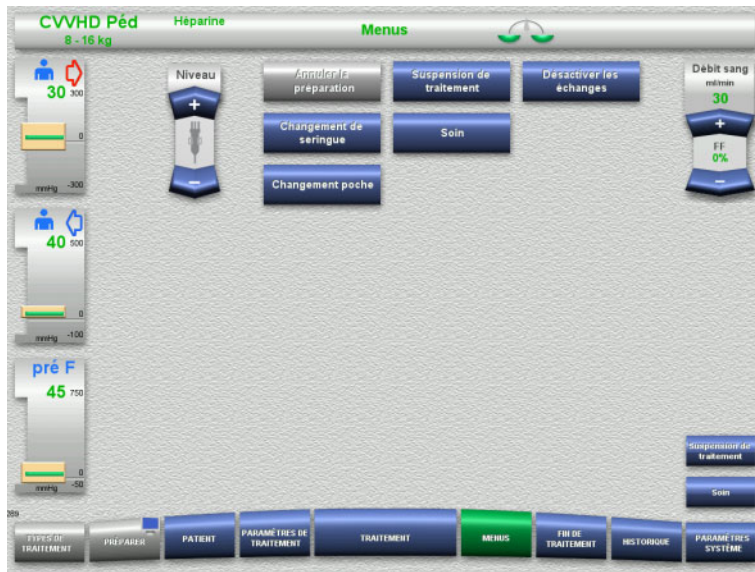 CVVHD Péd
Héparine
8 - 16 kg
Menus
30
300
0
mmHg
-300
Niveau
+
−
Annuler la
préparation
Suspension de
traitement
Désactiver les
échanges
Changement de
seringue
Soin
Changement poche
Débit sang
ml/min
30
+
FF
0%
−
40
500
0
mmHg
-100
pré F
45
750
0
mmHg
-50
Suspension de
traitement
Soin
TYPES DE
TRAITEMENT
PRÉPARER
PATIENT
PARAMÈTRES DE
TRAITEMENT
TRAITEMENT
MENUS
FIN DE
TRAITEMENT
HISTORIQUE
PARAMÈTRES
SYSTÈME